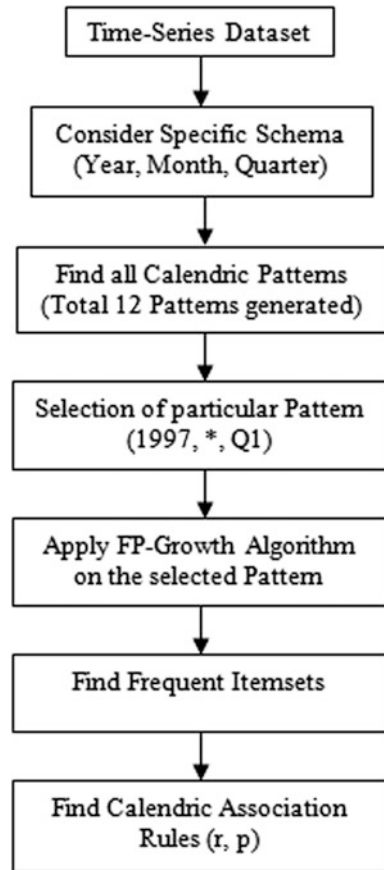 Time-Series Dataset
Consider Specific Schema
(Year, Month, Quarter)
Find all Calendric Patterns
(Total 12 Patterns generated)
Selection of particular Pattern
(1997, *, Q1)
Apply FP-Growth Algorithm
on the selected Pattern
Find Frequent Itemsets
Find Calendric Association
Rules (r, p)